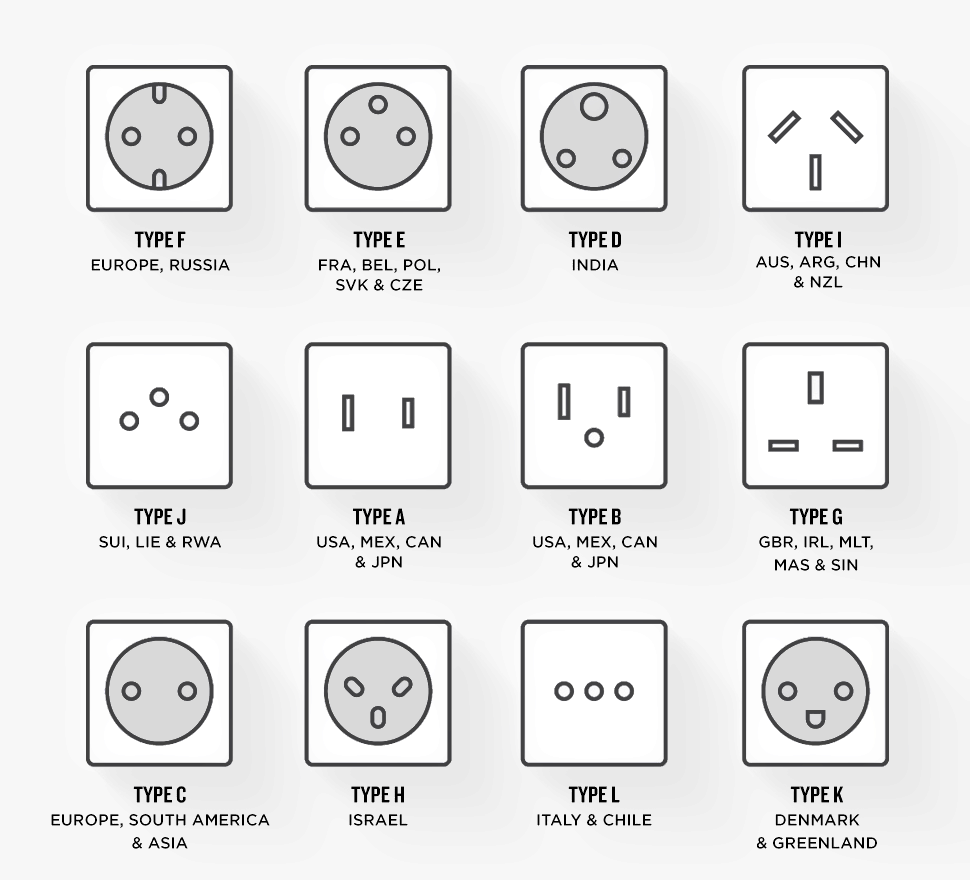 TYPE F
EUROPE, RUSSIA
TYPE E
FRA, BEL, POL,
SVK & CZE
TYPE D
INDIA
TYPE I
AUS, ARG, CHN
& NZL
TYPE J
SUI, LIE & RWA
TYPE A
USA, MEX, CAN
& JPN
TYPE B
USA, MEX, CAN
& JPN
TYPE G
GBR, IRL, MLT,
MAS & SIN
TYPE C
EUROPE, SOUTH AMERICA
& ASIA
TYPE H
ISRAEL
TYPE L
ITALY & CHILE
TYPE K
DENMARK
& GREENLAND